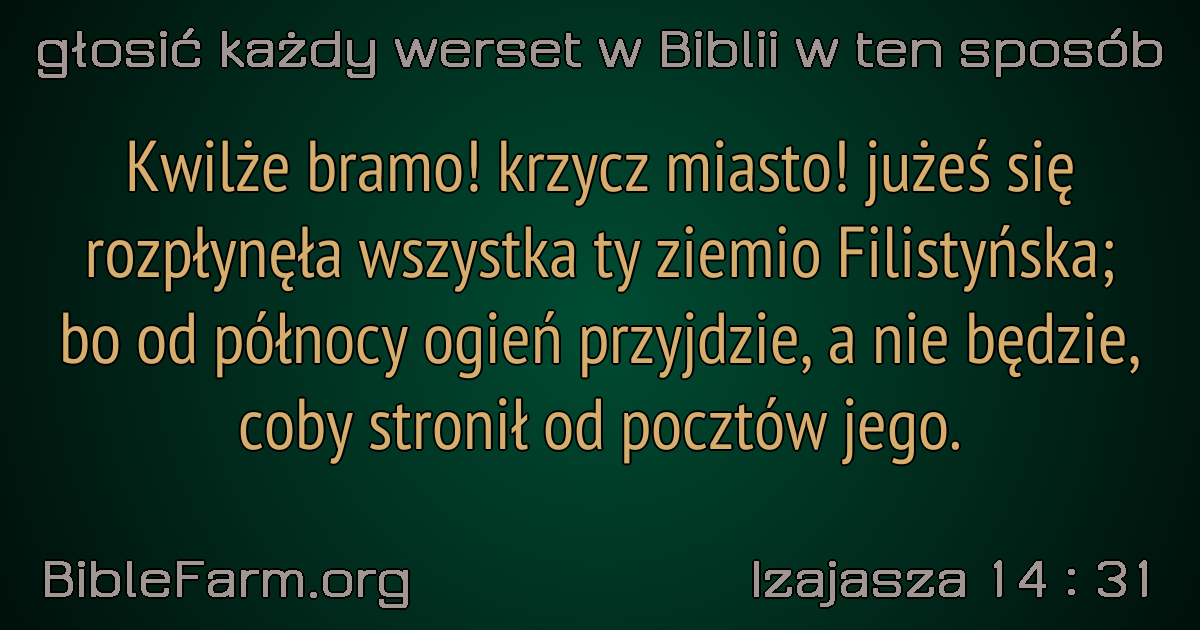 głosić każdy werset w Biblii w ten sposób
Kwilże bramo! krzycz miasto! jużeś się
rozpłynęła wszystka ty ziemio Filistyńska;
bo od północy ogień przyjdzie, a nie będzie,
coby stronił od pocztów jego.
BibleFarm.org
Izajasza 14 : 31